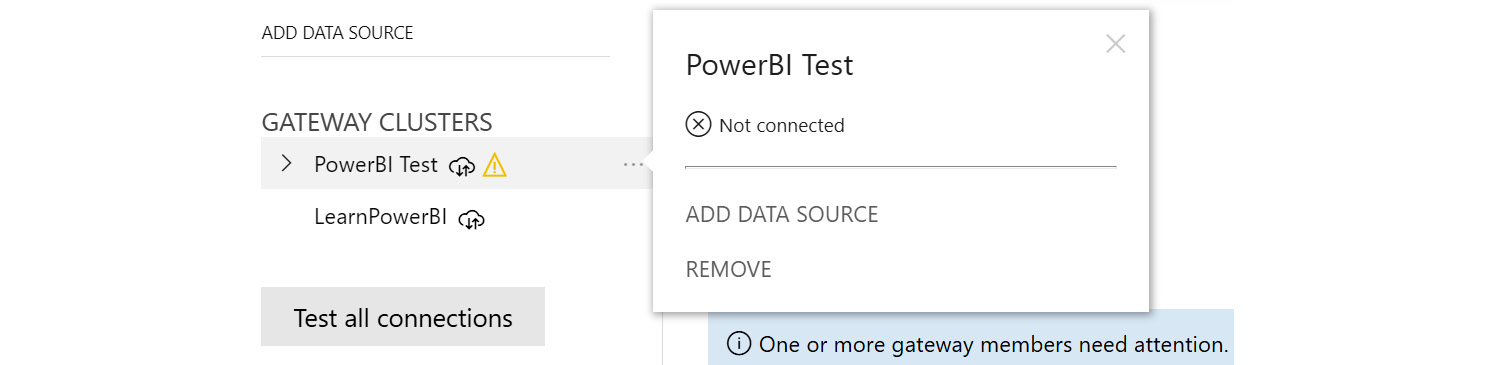 ADD DATA SOURCE
GATEWAY CLUSTERS
PowerBI Test
LearnPowerBI
Test all connections
PowerBI Test
Not connected
ADD DATA SOURCE
REMOVE
One or more gateway members need attention.